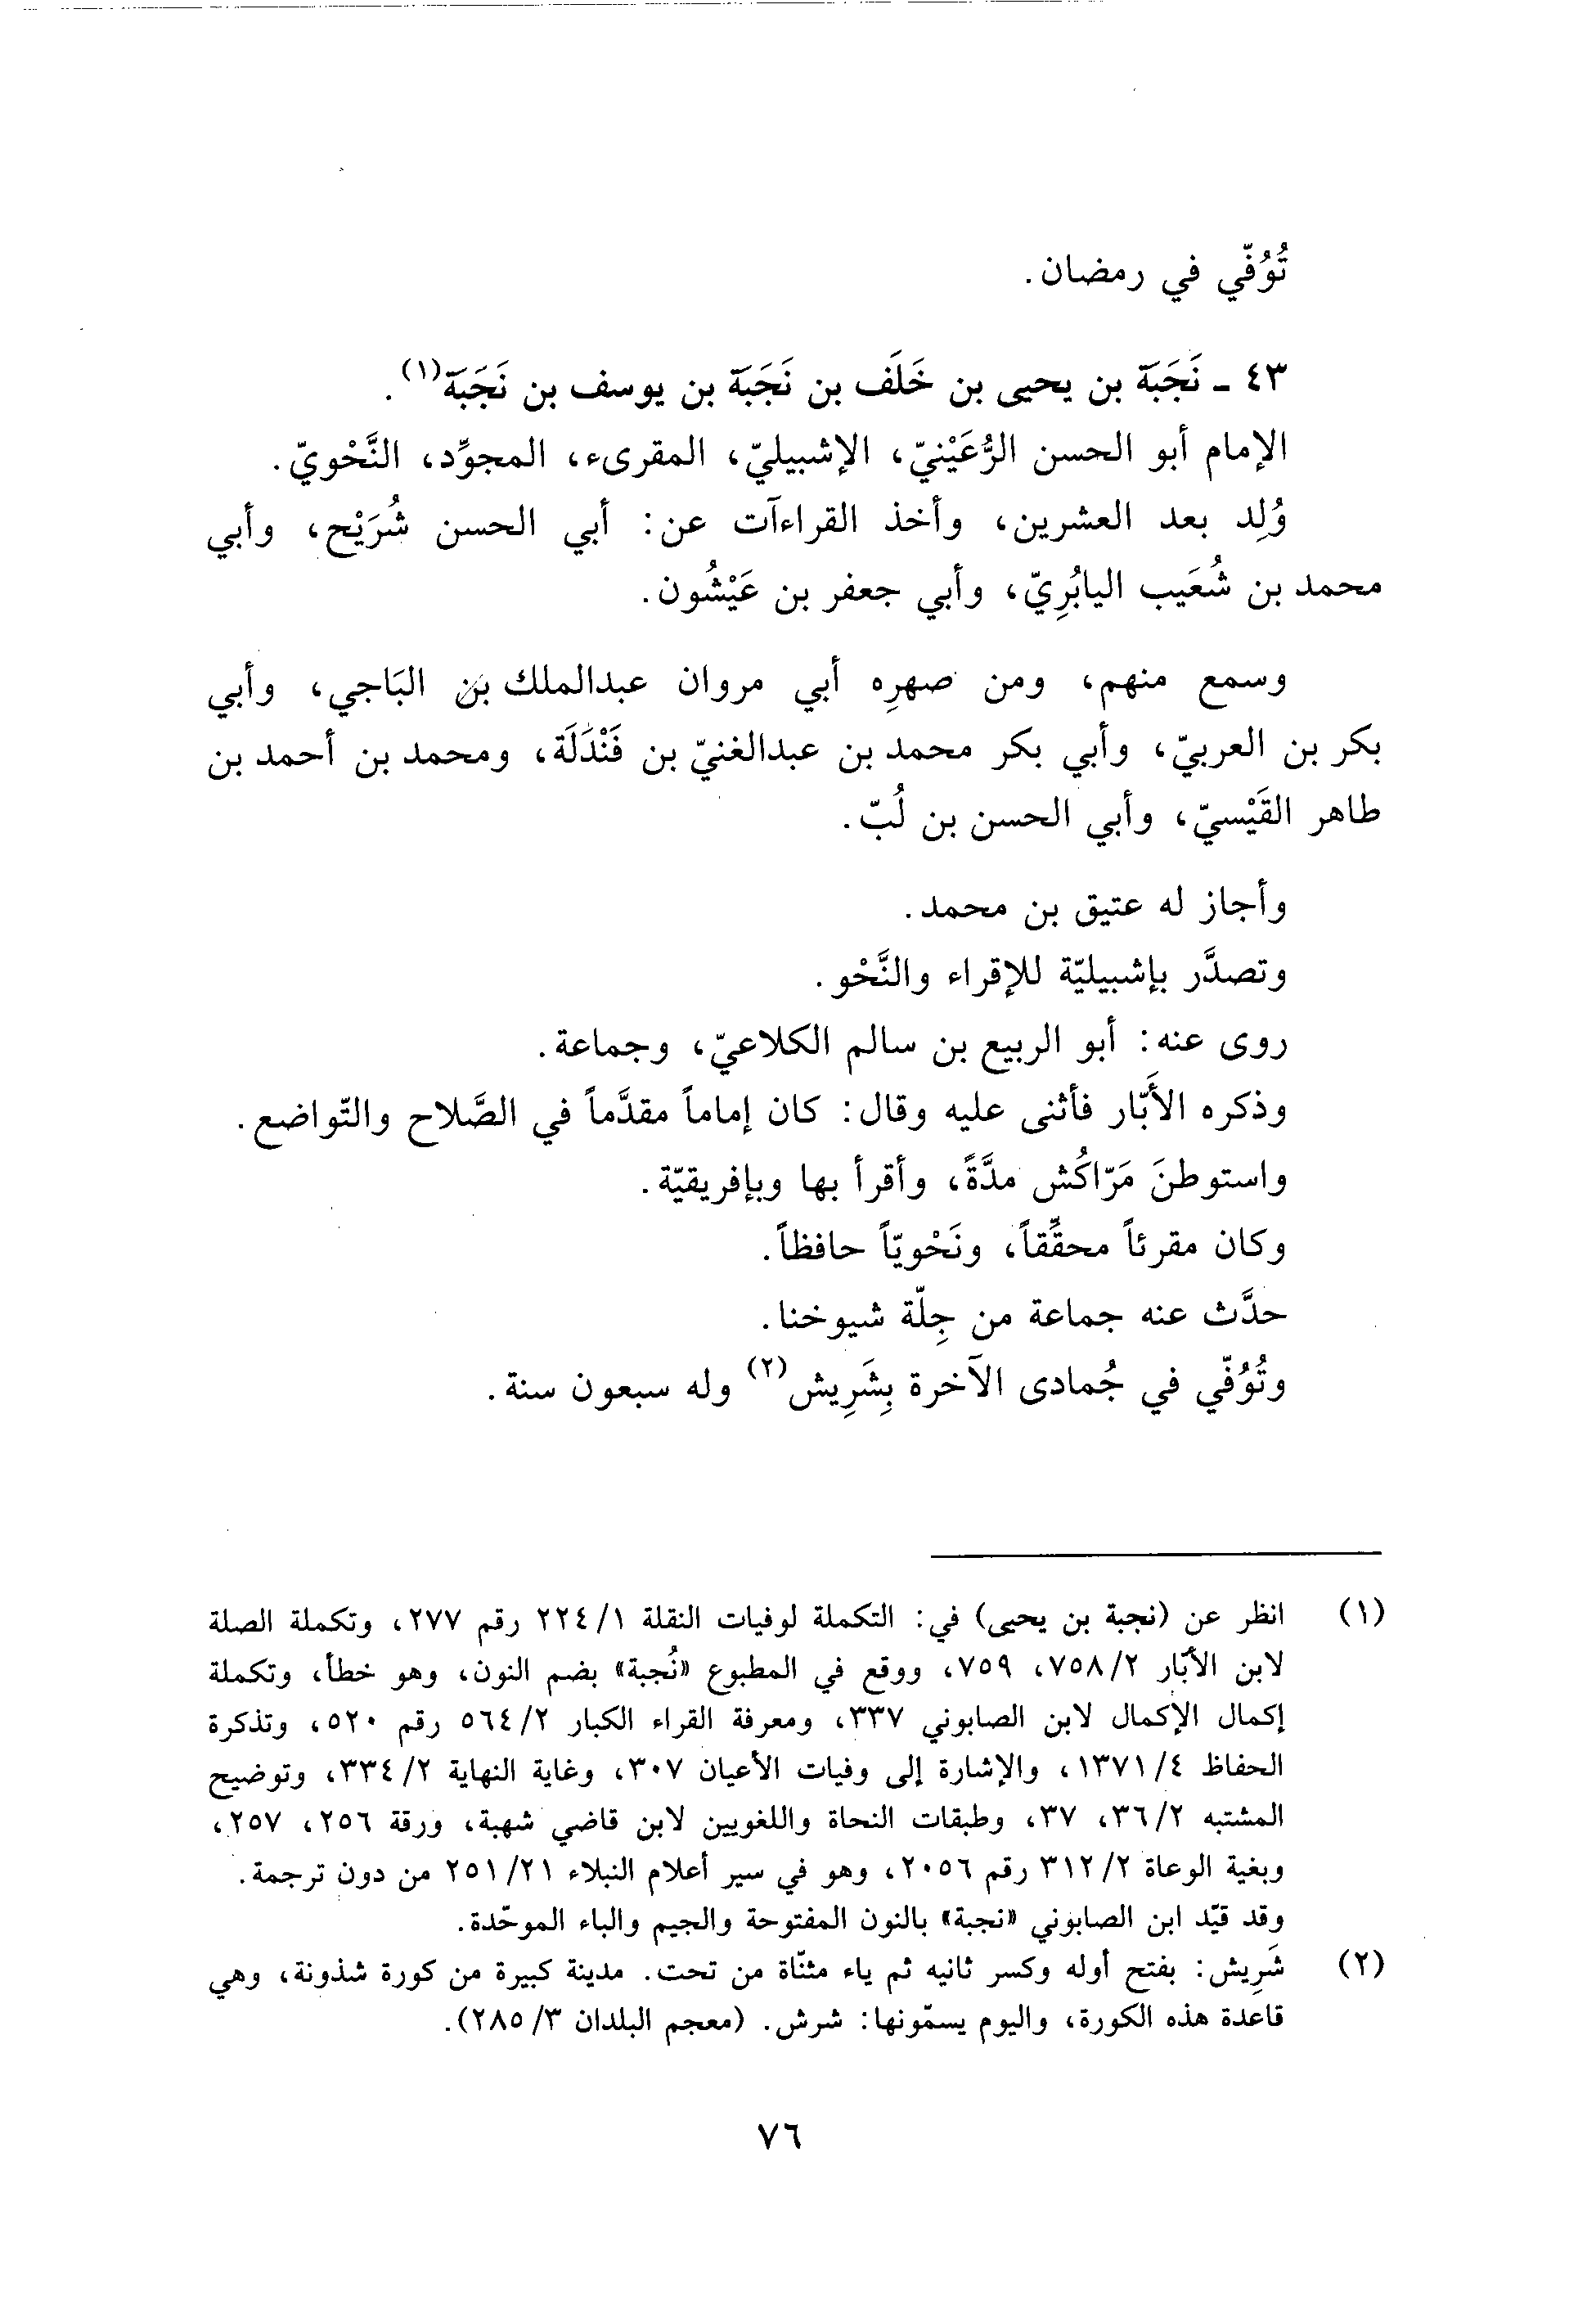 تُوُفّي في رمضان.
٤٣ ـ نَجَبَة بن يحيى بن خَلَف بن نَجَبَة بن يوسف بن نَجَبَة(١).
الإمام أبو الحسن الرُّعَيْنيّ، الإشبيليّ، المقرىء، المجوِّد، النَّحْويّ.
وُلِد بعد العشرين، وأخذ القراءآت عن: أبي الحسن شُرَيْح، وأبي
محمد بن شُعَيب اليابُرِيّ، وأبي جعفر بن عَيْشُون.
وسمع منهم، ومن صهرِه أبي مروان عبدالملك بن البَاجي، وأبي
بكر بن العربيّ، وأبي بكر محمد بن عبدالغنيّ بن فَنْدَلَة، ومحمد بن أحمد بن
طاهر القَيْسيّ، وأبي الحسن بن لُبّ.
وأجاز له عتيق بن محمد.
وتصدَّر بإشبيليّة للإقراء والنَّحْو.
روى عنه: أبو الربيع بن سالم الكلاعيّ، وجماعة.
وذكره الأَبّار فأثنى عليه وقال: كان إماماً مقدَّماً في الصَّلاح والتّواضع.
واستوطنَ مَرّاكُش مدَّةً، وأقرأ بها وبإفريقيّة.
وكان مقرئاً محقِّقاً، ونَحْويّاً حافظاً.
حدَّث عنه جماعة من جِلّة شيوخنا.
وتُوُفّي في جُمادى الآخرة بِشَرِيش(٢) وله سبعون سنة.
(١) انظر عن (نجبة بن يحيى) في: التكملة لوفيات النقلة ٢٢٤/١ رقم ٢٧٧، وتكملة الصلة
لابن الأبّار ٧٥٨/٢، ٧٥٩، ووقع في المطبوع «نُجبة» بضم النون، وهو خطأ، وتكملة
إكمال الإكمال لابن الصابوني ٣٣٧، ومعرفة القراء الكبار ٥٦٤/٢ رقم ٥٢٠، وتذكرة
الحفاظ ١٣٧١/٤، والإشارة إلى وفيات الأعيان ٣٠٧، وغاية النهاية ٣٣٤/٢، وتوضيح
المشتبه ٣٦/٢، ٣٧، وطبقات النحاة واللغويين لابن قاضي شهبة، ورقة ٢٥٦، ٢٥٧،
وبغية الوعاة ٣١٢/٢ رقم ٢٠٥٦، وهو في سير أعلام النبلاء ٢٥١/٢١ من دون ترجمة.
وقد قيّد ابن الصابوني «نجبة» بالنون المفتوحة والجيم والباء الموحّدة.
(٢) شَرِيش: بفتح أوله وكسر ثانيه ثم ياء مثنّاة من تحت. مدينة كبيرة من كورة شذونة، وهي
قاعدة هذه الكورة، واليوم يسمّونها: شرش. (معجم البلدان ٢٨٥/٣).
٧٦